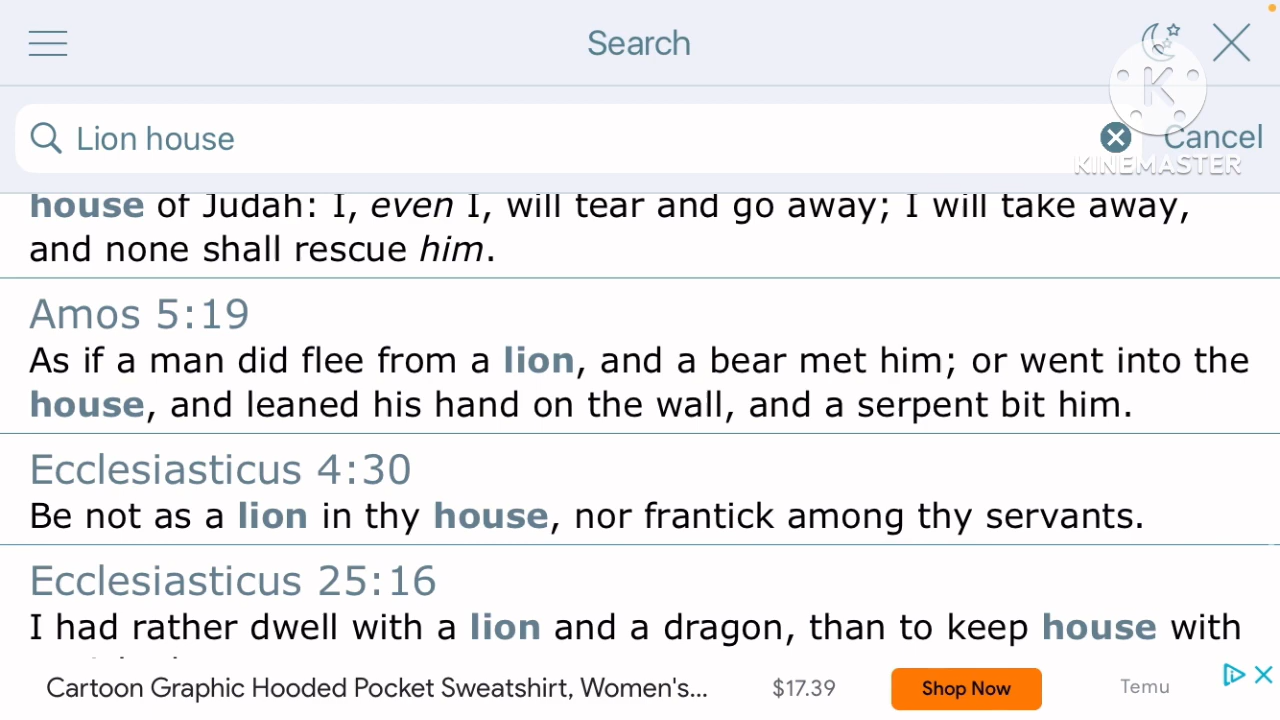 Search
Lion house
Cancel
K
KINEMASTER
house of Judah: I, even I, will tear and go away; I will take away,
and none shall rescue him.
Amos 5:19
As if a man did flee from a lion, and a bear met him; or went into the
house, and leaned his hand on the wall, and a serpent bit him.
Ecclesiasticus 4:30
Be not as a lion in thy house, nor frantick among thy servants.
Ecclesiasticus 25:16
I had rather dwell with a lion and a dragon, than to keep house with
Cartoon Graphic Hooded Pocket Sweatshirt, Women's...
$17.39
Shop Now
Temu